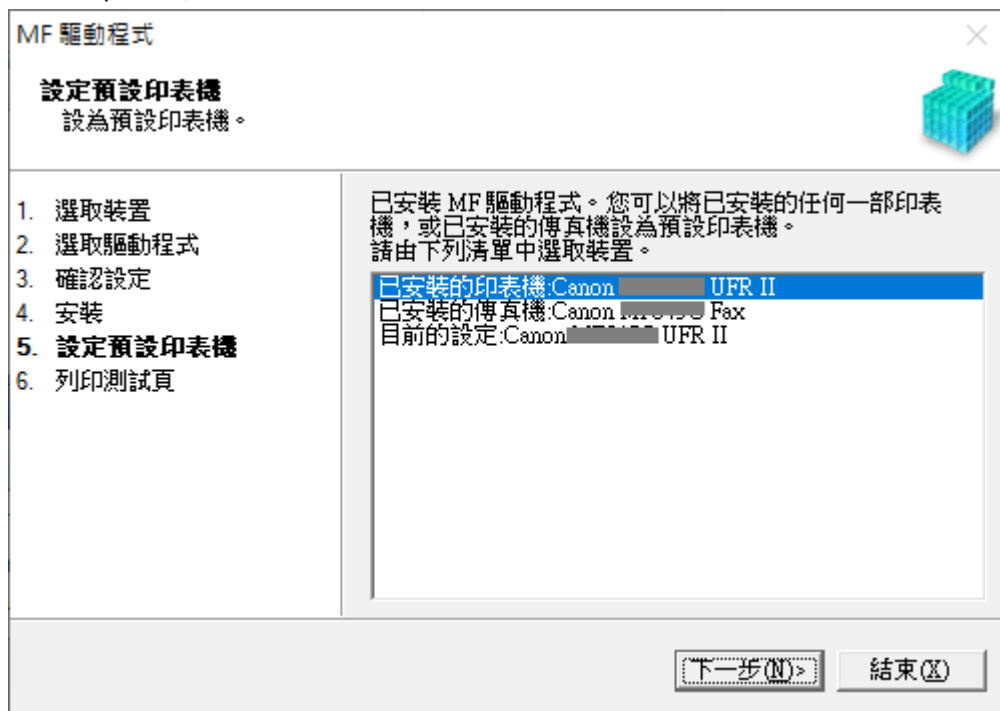 MF 驅動程式
設定預設印表機
設為預設印表機。
1. 選取裝置
2. 選取驅動程式
3. 確認設定
4. 安裝
5. 設定預設印表機
6. 列印測試頁
已安裝 MF 驅動程式。您可以將已安裝的任何一部印表
機，或已安裝的傳真機設為預設印表機。
請由下列清單中選取裝置。
已安裝的印表機:Canon UFR II
已安裝的傳真機:Canon Fax
目前的設定:Canon UFR II
下一步(N)>
結束(X)